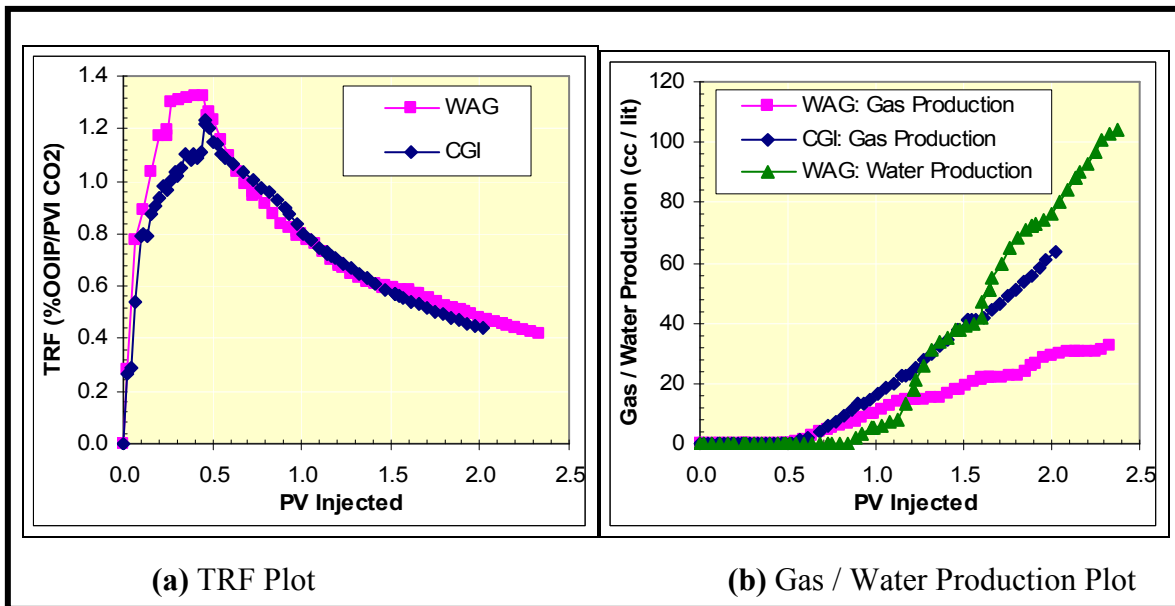 TRF (%OOIP/PVI CO2)
1.4
1.2
1.0
0.8
0.6
0.4
0.2
0.0
WAG
CGI
0.0 0.5 1.0 1.5 2.0 2.5
PV Injected
Gas / Water Production (cc / lit)
120
100
80
60
40
20
0
WAG: Gas Production
CGI: Gas Production
WAG: Water Production
0.0 0.5 1.0 1.5 2.0 2.5
PV Injected
(a) TRF Plot
(b) Gas / Water Production Plot